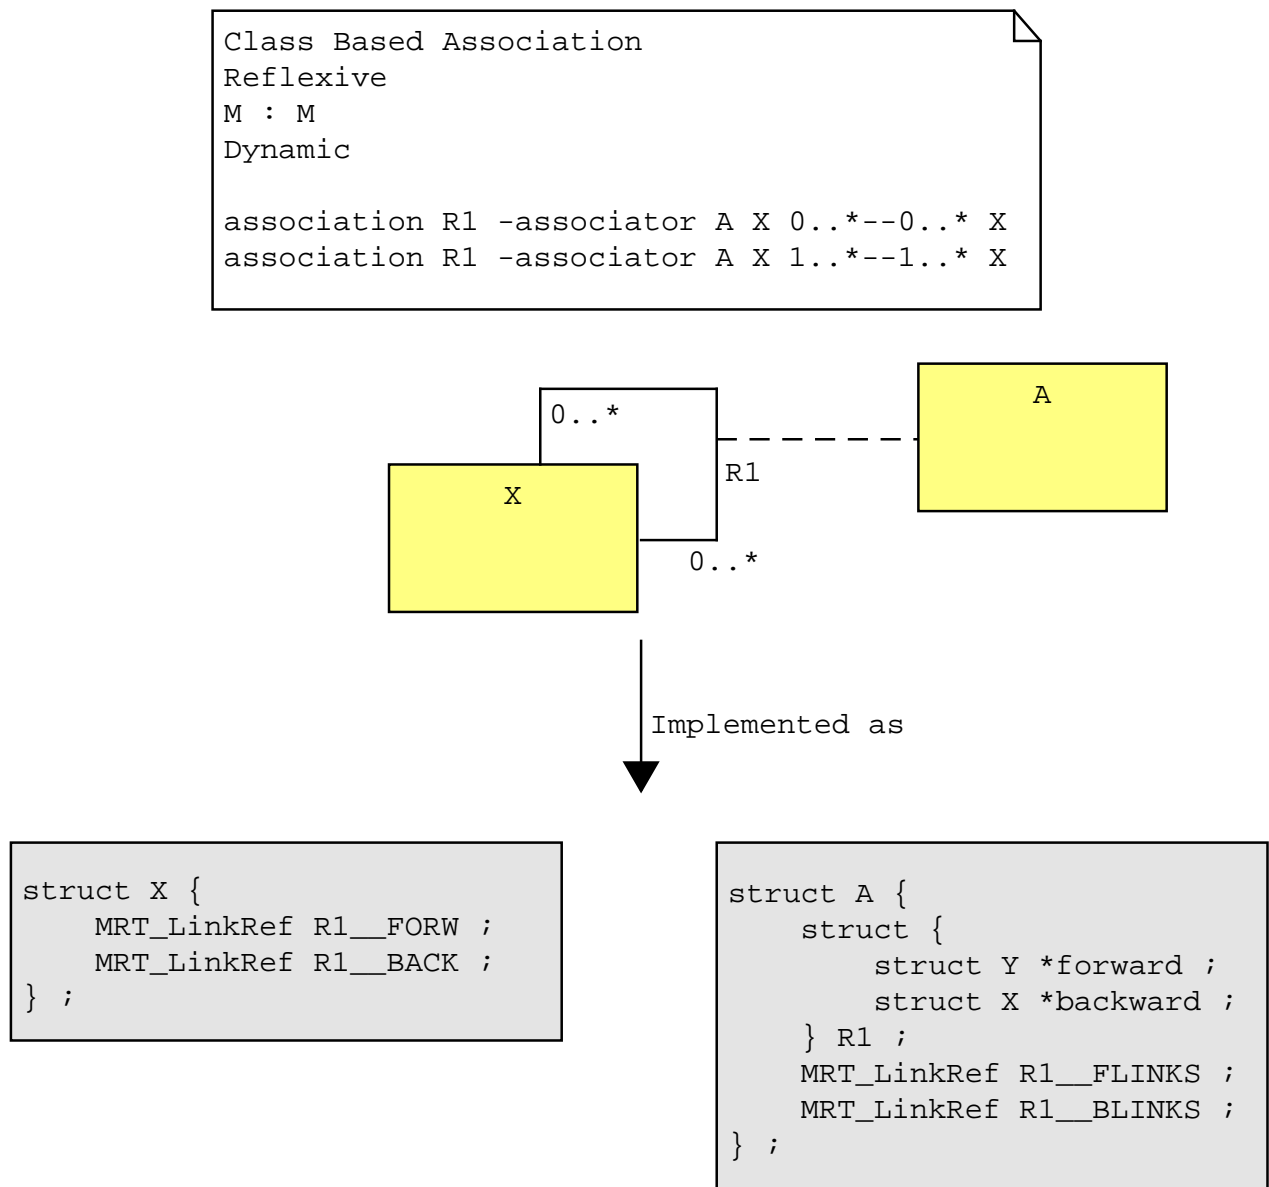 Class Based Association
Reflexive
M : M
Dynamic
association R1 -associator A X 0..*--0..* X
association R1 -associator A X 1..*--1..* X
A
0..*
R1
X
0..*
Implemented as
struct X {
    MRT_LinkRef R1__FORW ;
    MRT_LinkRef R1__BACK ;
} ;
struct A {
    struct {
        struct Y *forward ;
        struct X *backward ;
    } R1 ;
    MRT_LinkRef R1__FLINKS ;
    MRT_LinkRef R1__BLINKS ;
} ;